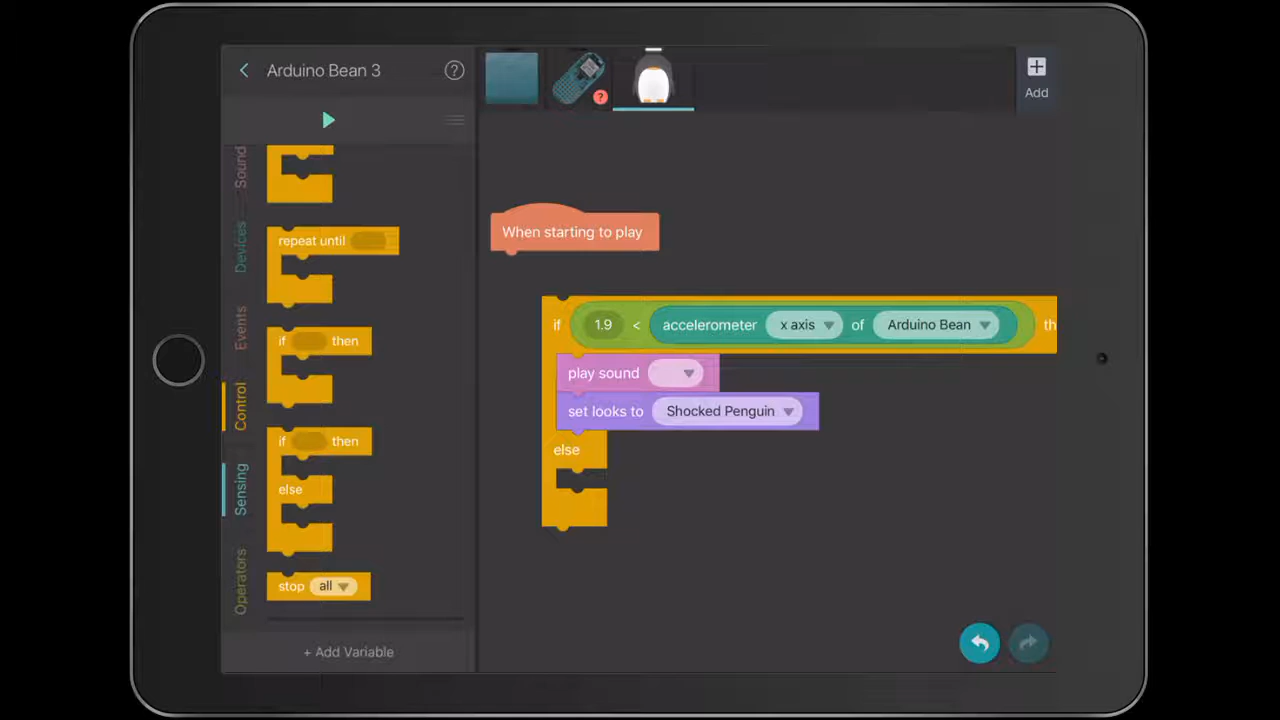 Arduino Bean 3
?
?
Add
Sound
Devices
Events
Control
Sensing
Operators
repeat until
if then
if then
else
stop all
+ Add Variable
When starting to play
if 1.9 < accelerometer x axis of Arduino Bean th
play sound
set looks to Shocked Penguin
else